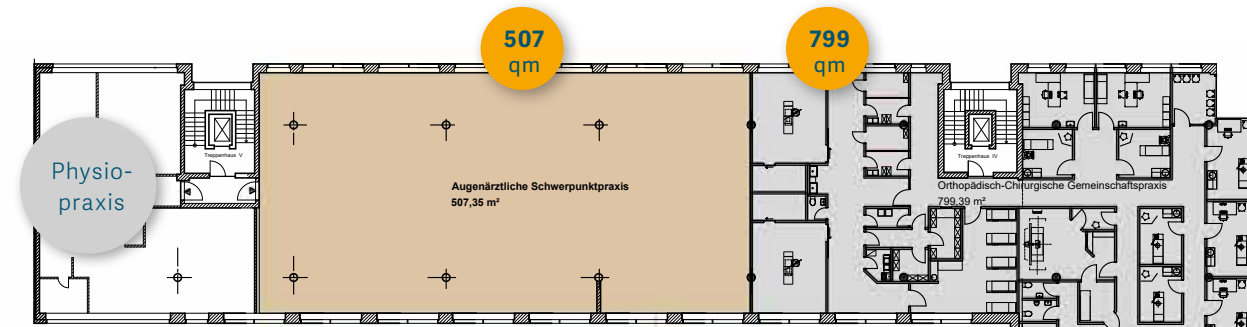 507
qm
799
qm
Physio-
praxis
Treppenhaus V
Treppenhaus IV
Augenärztliche Schwerpunktpraxis
507,35 m²
Orthopädisch-Chirurgische Gemeinschaftspraxis
799,39 m²